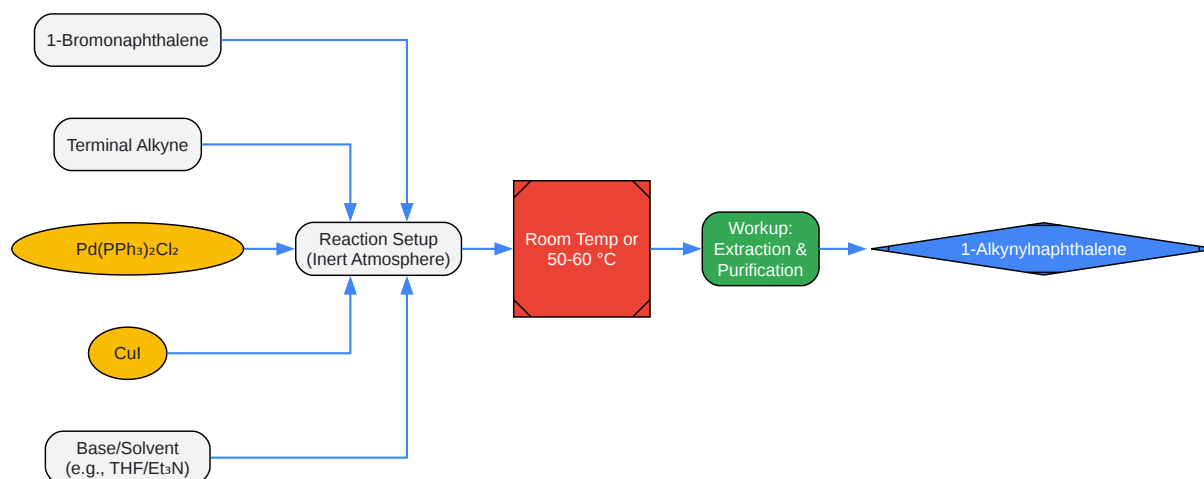 1-Bromonaphthalene
Terminal Alkyne
Pd(PPh₃)₂Cl₂
CuI
Base/Solvent
(e.g., THF/Et₃N)
Reaction Setup
(Inert Atmosphere)
Room Temp or
50-60 °C
Workup:
Extraction &
Purification
1-Alkynylnaphthalene